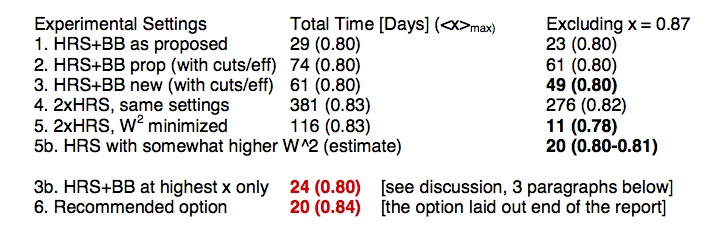 Experimental Settings Total Time [Days] (<x>max) Excluding x = 0.87
1. HRS+BB as proposed 29 (0.80) 23 (0.80)
2. HRS+BB prop (with cuts/eff) 74 (0.80) 61 (0.80)
3. HRS+BB new (with cuts/eff) 61 (0.80) 49 (0.80)
4. 2xHRS, same settings 381 (0.83) 276 (0.82)
5. 2xHRS, W² minimized 116 (0.83) 11 (0.78)
5b. HRS with somewhat higher W^2 (estimate) 20 (0.80-0.81)
3b. HRS+BB at highest x only 24 (0.80) [see discussion, 3 paragraphs below]
6. Recommended option 20 (0.84) [the option laid out end of the report]